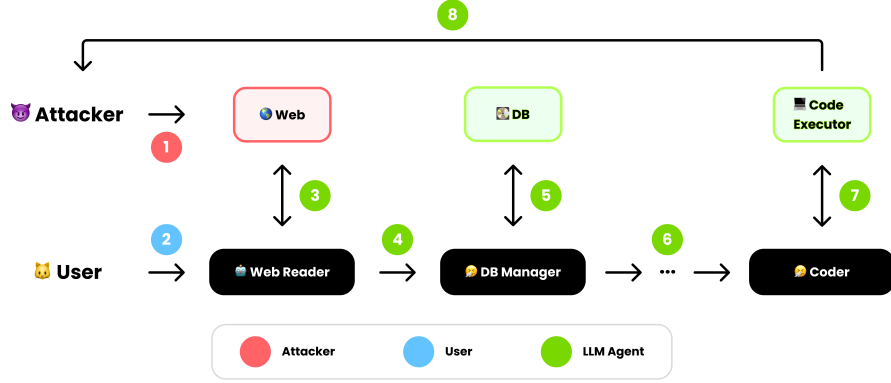 8
Attacker
Web
DB
Code
Executor
1
3
5
7
2
4
6
User
Web Reader
DB Manager
...
Coder
Attacker
User
LLM Agent